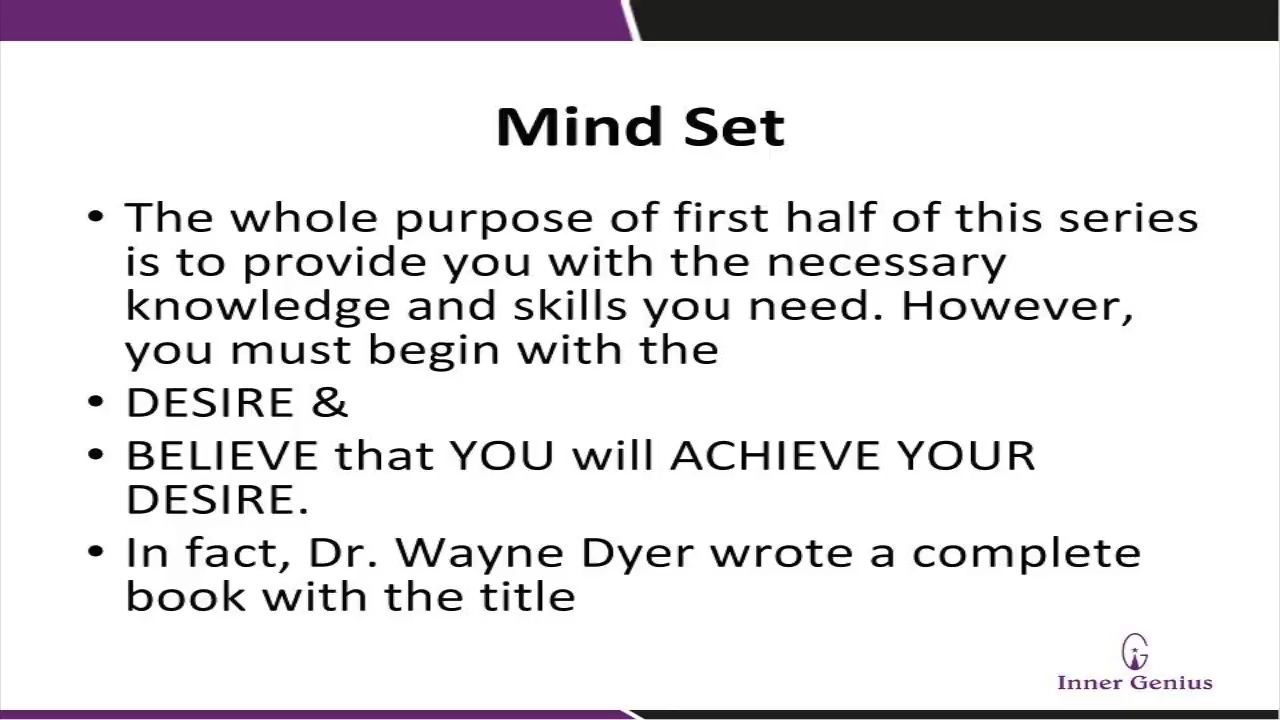 Mind Set
• The whole purpose of first half of this series
is to provide you with the necessary
knowledge and skills you need. However,
you must begin with the
• DESIRE &
• BELIEVE that YOU will ACHIEVE YOUR
DESIRE.
• In fact, Dr. Wayne Dyer wrote a complete
book with the title
Inner Genius